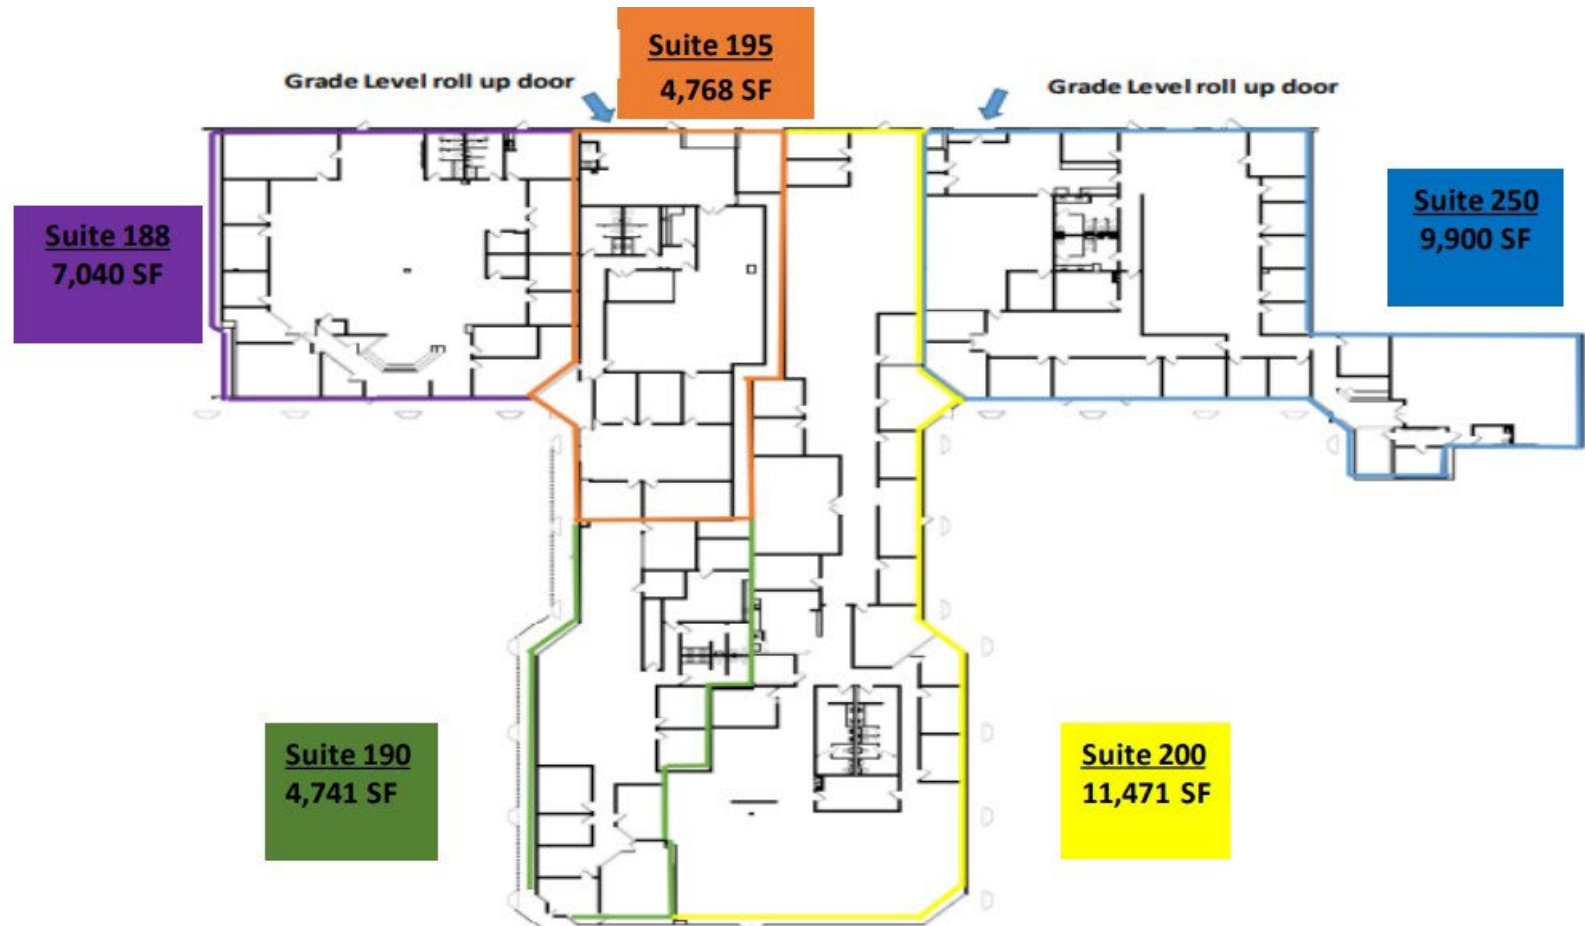 Suite 195
4,768 SF
Grade Level roll up door
Grade Level roll up door
Suite 188
7,040 SF
Suite 250
9,900 SF
Suite 190
4,741 SF
Suite 200
11,471 SF